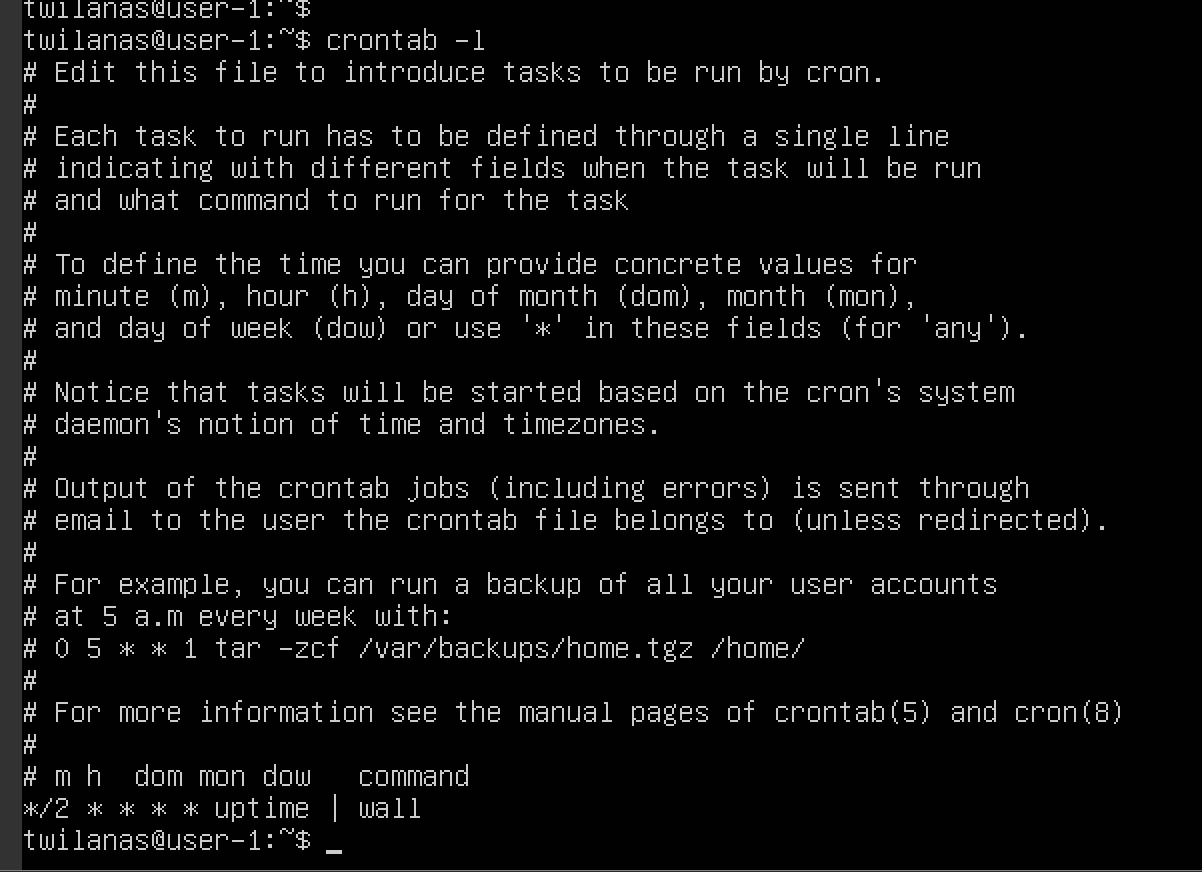 twilanas@user-1:~$
twilanas@user-1:~$ crontab -l
# Edit this file to introduce tasks to be run by cron.
#
# Each task to run has to be defined through a single line
# indicating with different fields when the task will be run
# and what command to run for the task
#
# To define the time you can provide concrete values for
# minute (m), hour (h), day of month (dom), month (mon),
# and day of week (dow) or use '*' in these fields (for 'any').
#
# Notice that tasks will be started based on the cron's system
# daemon's notion of time and timezones.
#
# Output of the crontab jobs (including errors) is sent through
# email to the user the crontab file belongs to (unless redirected).
#
# For example, you can run a backup of all your user accounts
# at 5 a.m every week with:
# 0 5 * * 1 tar -zcf /var/backups/home.tgz /home/
#
# For more information see the manual pages of crontab(5) and cron(8)
#
# m h  dom mon dow   command
*/2 * * * * uptime | wall
twilanas@user-1:~$ _